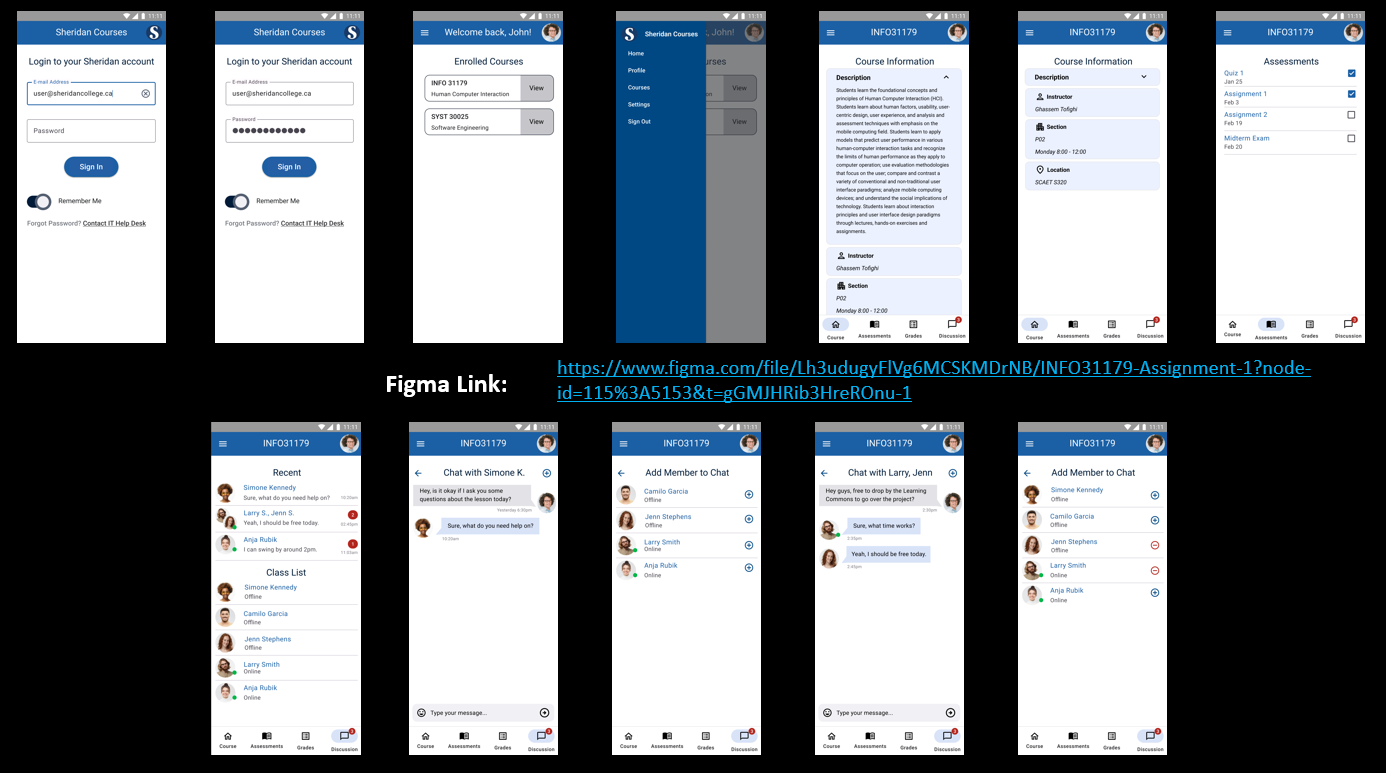 11:11
Sheridan Courses
S
Login to your Sheridan account
E-mail Address
user@sheridancollege.ca
Password
Sign In
Remember Me
Forgot Password? Contact IT Help Desk
11:11
Sheridan Courses
S
Login to your Sheridan account
E-mail Address
user@sheridancollege.ca
Password
Sign In
Remember Me
Forgot Password? Contact IT Help Desk
11:11
Welcome back, John!
Enrolled Courses
INFO 31179
Human Computer Interaction
View
SYST 30025
Software Engineering
View
11:11
S Sheridan Courses
, John!
Home
Profile
Courses
Settings
Sign Out
rses
View
on
View
11:11
INFO31179
Course Information
Description
Students learn the foundational concepts and
principles of Human Computer Interaction (HCI).
Students learn about human factors, usability, user-
centric design, user experience, and analysis and
assessment techniques with emphasis on the
mobile computing field. Students learn to apply
models that predict user performance in various
human-computer interaction tasks and recognize
the limits of human performance as they apply to
computer operation; use evaluation methodologies
that focus on the user; compare and contrast a
variety of conventional and non-traditional user
interface paradigms; analyze mobile computing
devices; and understand the social implications of
technology. Students learn about interaction
principles and user interface design paradigms
through lectures, hands-on exercises and
assignments.
Instructor
Ghassem Tofighi
Section
P02
Monday 8:00 - 12:00
3
Course Assessments Grades Discussion
11:11
INFO31179
Course Information
Description
Instructor
Ghassem Tofighi
Section
P02
Monday 8:00 - 12:00
Location
SCAET S320
3
Course Assessments Grades Discussion
11:11
INFO31179
Assessments
Quiz 1
Jan 25
Assignment 1
Feb 3
Assignment 2
Feb 19
Midterm Exam
Feb 20
3
Course Assessments Grades Discussion
Figma Link:
https://www.figma.com/file/Lh3udugyFlVg6MCSKMDrNB/INFO31179-Assignment-1?node-
id=115%3A5153&t=gGMJHRib3HreROnu-1
11:11
INFO31179
Recent
Simone Kennedy
Sure, what do you need help on?
10:20am
Larry S., Jenn S.
2
Yeah, I should be free today.
02:45pm
Anja Rubik
1
I can swing by around 2pm.
11:03am
Class List
Simone Kennedy
Offline
Camilo Garcia
Offline
Jenn Stephens
Offline
Larry Smith
Online
Anja Rubik
Online
3
Course Assessments Grades Discussion
11:11
INFO31179
Chat with Simone K.
Hey, is it okay if I ask you some
questions about the lesson today?
Yesterday 6:30pm
Sure, what do you need help on?
10:20am
Type your message...
3
Course Assessments Grades Discussion
11:11
INFO31179
Add Member to Chat
Camilo Garcia
Offline
Jenn Stephens
Offline
Larry Smith
Online
Anja Rubik
Online
3
Course Assessments Grades Discussion
11:11
INFO31179
Chat with Larry, Jenn
Hey guys, free to drop by the Learning
Commons to go over the project?
2:30pm
Sure, what time works?
2:35pm
Yeah, I should be free today.
2:45pm
Type your message...
3
Course Assessments Grades Discussion
11:11
INFO31179
Add Member to Chat
Simone Kennedy
Offline
Camilo Garcia
Offline
Jenn Stephens
Offline
Larry Smith
Online
Anja Rubik
Online
3
Course Assessments Grades Discussion